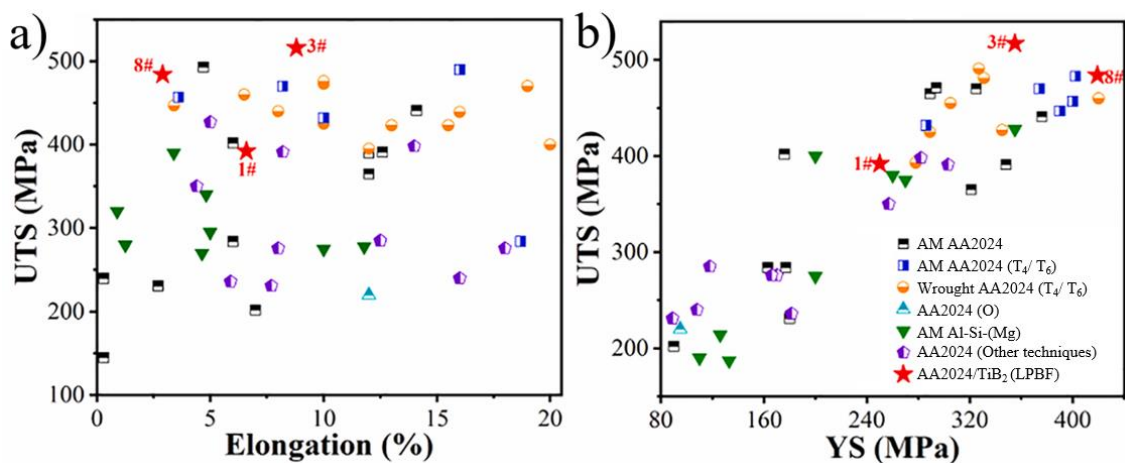 a)
500
400
300
200
100
UTS (MPa)
8#
3#
1#
0
5
10
15
20
Elongation (%)
b)
500
400
300
200
UTS (MPa)
3#
8#
1#
AM AA2024
AM AA2024 (T₄/ T₆)
Wrought AA2024 (T₄/ T₆)
AA2024 (O)
AM Al-Si-(Mg)
AA2024 (Other techniques)
AA2024/TiB₂ (LPBF)
80
160
240
320
400
YS (MPa)